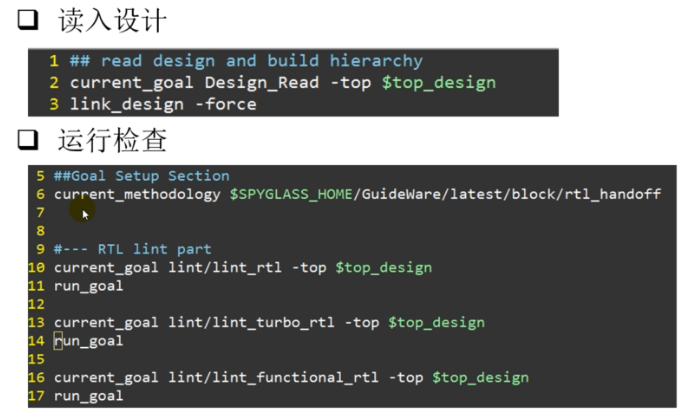 读入设计
1 ## read design and build hierarchy
2 current_goal Design_Read -top $top_design
3 link_design -force
运行检查
5 ##Goal Setup Section
6 current_methodology $SPYGLASS_HOME/GuideWare/latest/block/rtl_handoff
7
8
9 #--- RTL lint part
10 current_goal lint/lint_rtl -top $top_design
11 run_goal
12
13 current_goal lint/lint_turbo_rtl -top $top_design
14 run_goal
15
16 current_goal lint/lint_functional_rtl -top $top_design
17 run_goal